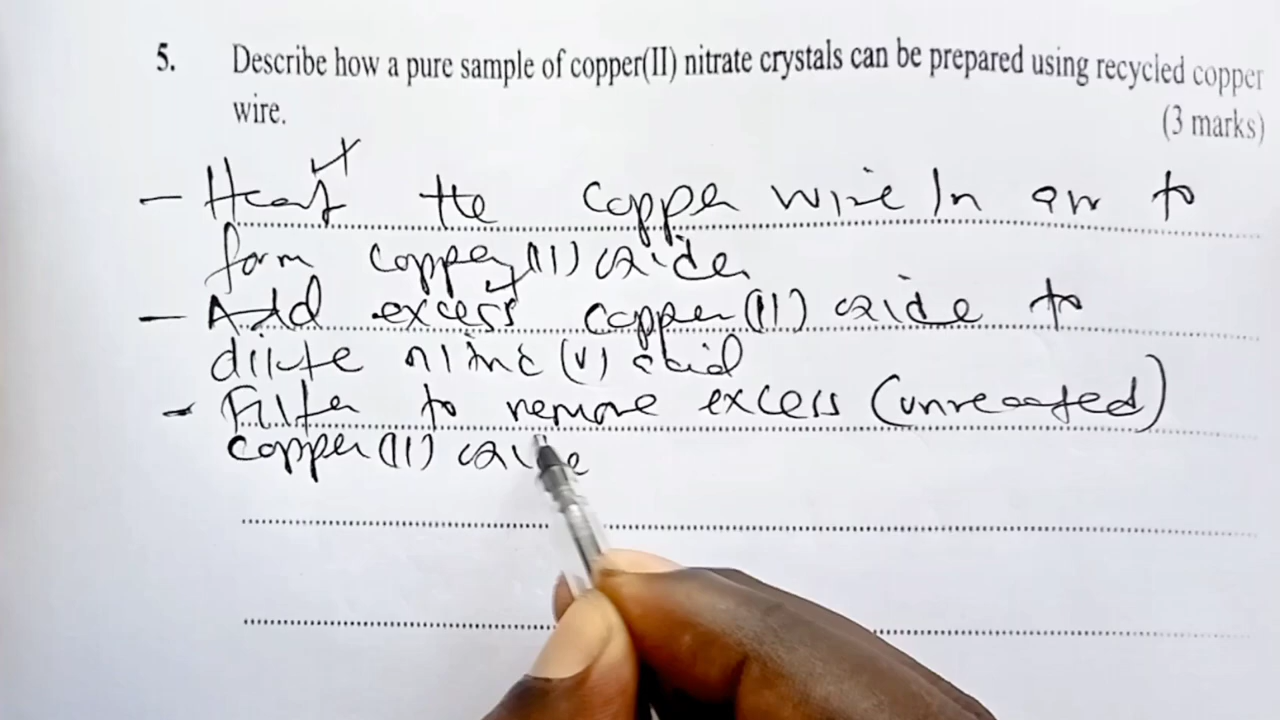 5. Describe how a pure sample of copper(II) nitrate crystals can be prepared using recycled copper
wire. (3 marks)
- Heat the copper wire in air to
form copper(II) oxide.
- Add excess copper(II) oxide to
dilute nitric(V) acid
- Filter to remove excess (unreacted)
copper(II) oxide